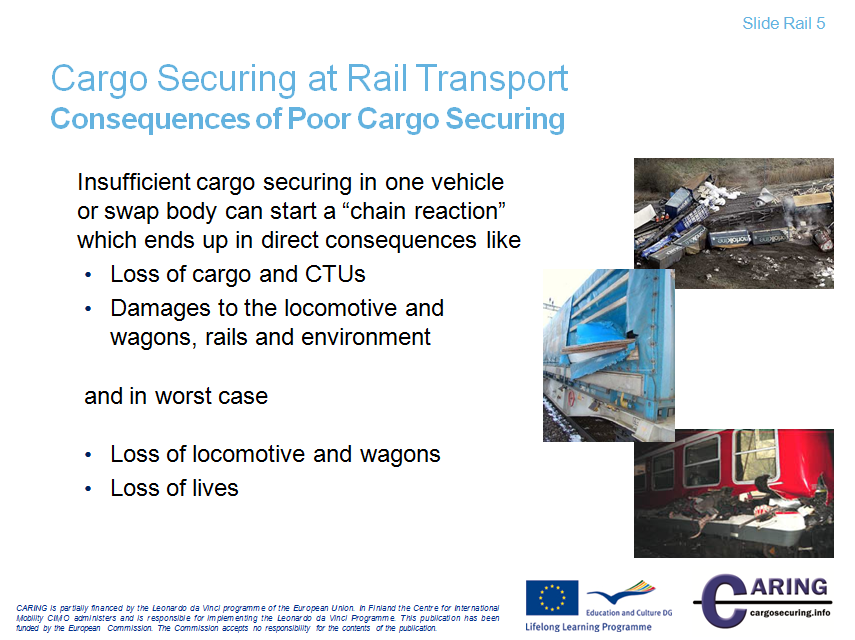 Slide Rail 5
Cargo Securing at Rail Transport
Consequences of Poor Cargo Securing
Insufficient cargo securing in one vehicle
or swap body can start a “chain reaction”
which ends up in direct consequences like
• Loss of cargo and CTUs
• Damages to the locomotive and
wagons, rails and environment
and in worst case
• Loss of locomotive and wagons
• Loss of lives
CARING is partially financed by the Leonardo da Vinci programme of the European Union. In Finland the Centre for International
Mobility CIMO administers and is responsible for implementing the Leonardo da Vinci Programme. This publication has been
funded by the European Commission. The Commission accepts no responsibility for the contents of the publication.
Education and Culture DG
Lifelong Learning Programme
CARING
cargosecuring.info